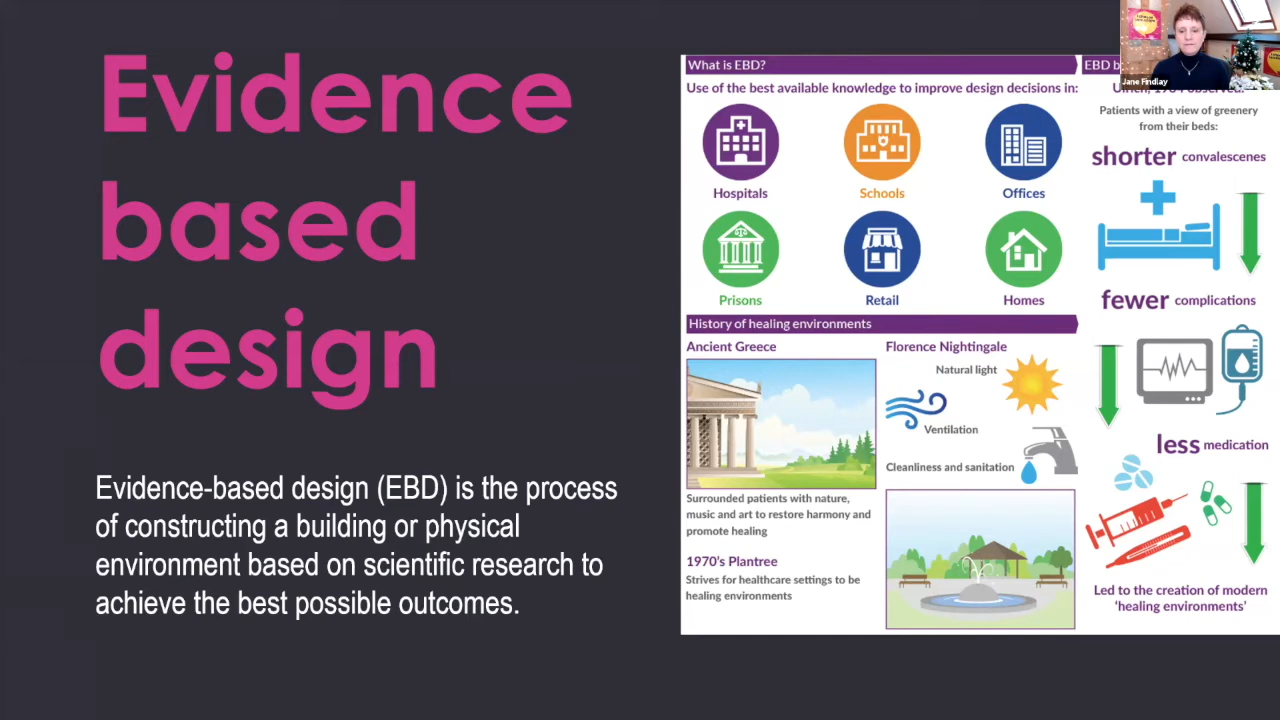 Evidence
based
design
Evidence-based design (EBD) is the process
of constructing a building or physical
environment based on scientific research to
achieve the best possible outcomes.
What is EBD?
Use of the best available knowledge to improve design decisions in:
Hospitals
Schools
Offices
Prisons
Retail
Homes
History of healing environments
Ancient Greece
Surrounded patients with nature,
music and art to restore harmony and
promote healing
1970's Plantree
Strives for healthcare settings to be
healing environments
Florence Nightingale
Natural light
Ventilation
Cleanliness and sanitation
EBD
Patients with a view of greenery
from their beds:
shorter convalescenes
fewer complications
less medication
Led to the creation of modern
‘healing environments’
Jane Findlay